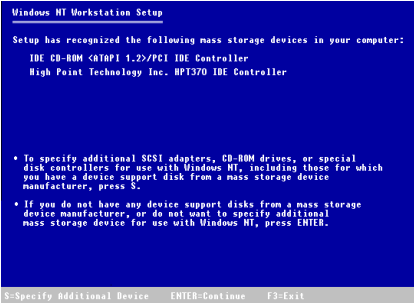 Windows NT Workstation Setup
Setup has recognized the following mass storage devices in your computer:
IDE CD-ROM <ATAPI 1.2>/PCI IDE Controller
High Point Technology Inc. HPT370 IDE Controller
• To specify additional SCSI adapters, CD-ROM drives, or special
disk controllers for use with Windows NT, including those for which
you have a device support disk from a mass storage device
manufacturer, press S.
• If you do not have any device support disks from a mass storage
device manufacturer, or do not want to specify additional
mass storage device for use with Windows NT, press ENTER.
S=Specify Additional Device ENTER=Continue F3=Exit